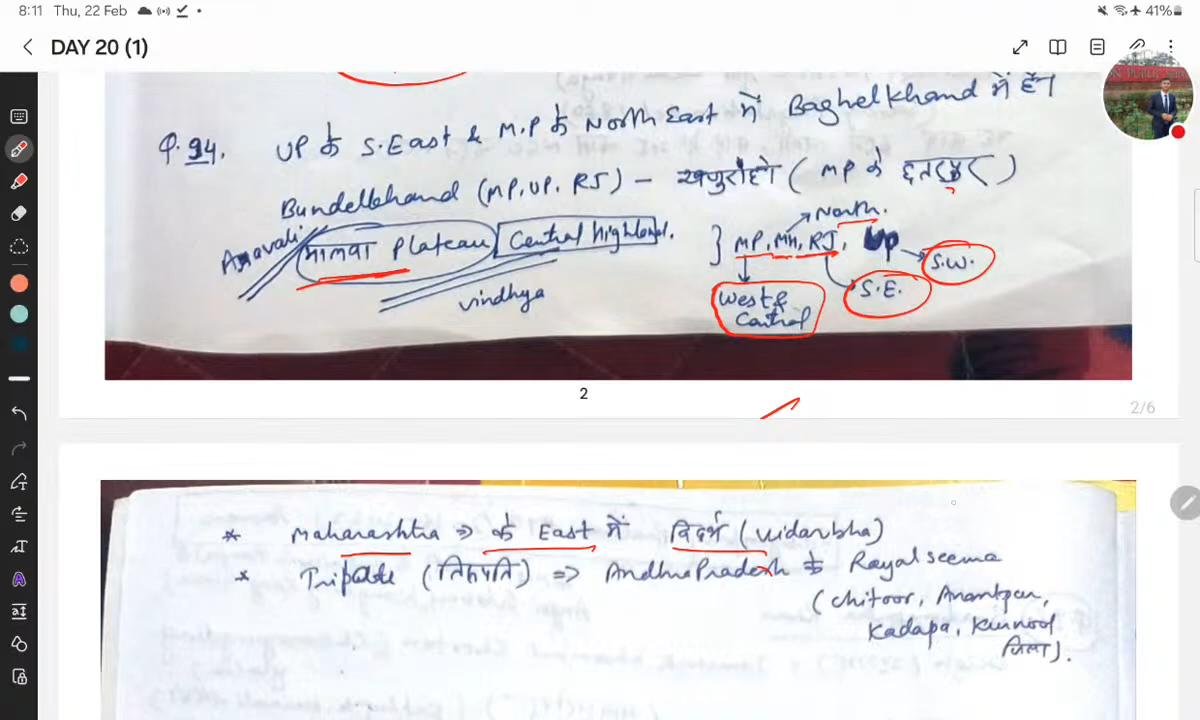 8:11 Thu, 22 Feb
41%
DAY 20 (1)
Q.94. UP के S.East & M.P के North East में Baghelkhand में है।
Bundelkhand (MP, UP, RJ) - खजुराहो ( MP के छतरपुर )
North.
Aravali मालवा Plateau Central highland. } MP, MH, RJ, UP
S.W.
Vindhya
West & Central
S.E.
2
2/6
* Maharashtra ⇒ के East में विदर्भ (Vidarbha)
* Tripati (तिरुपति) ⇒ Andhra Pradesh के Rayalseema
( Chitoor, Anantpur,
Kadapa, Kurnool
जिला).